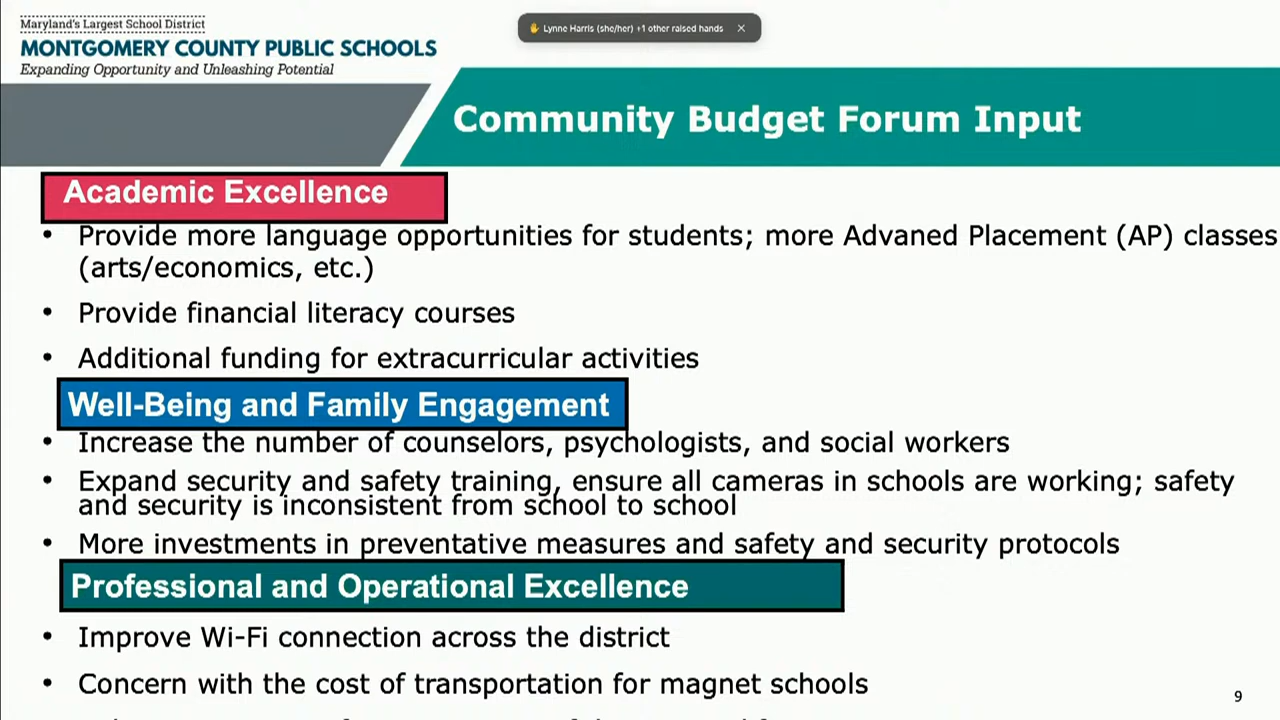 Maryland's Largest School District
MONTGOMERY COUNTY PUBLIC SCHOOLS
Expanding Opportunity and Unleashing Potential
Lynne Harris (she/her) +1 other raised hands
Community Budget Forum Input
Academic Excellence
• Provide more language opportunities for students; more Advaned Placement (AP) classes
(arts/economics, etc.)
• Provide financial literacy courses
• Additional funding for extracurricular activities
Well-Being and Family Engagement
• Increase the number of counselors, psychologists, and social workers
• Expand security and safety training, ensure all cameras in schools are working; safety
and security is inconsistent from school to school
• More investments in preventative measures and safety and security protocols
Professional and Operational Excellence
• Improve Wi-Fi connection across the district
• Concern with the cost of transportation for magnet schools
9